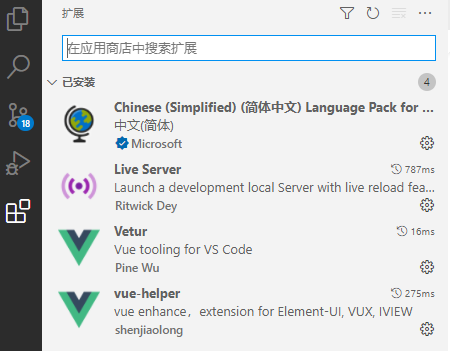 扩展
在应用商店中搜索扩展
已安装
4
Chinese (Simplified) (简体中文) Language Pack for ...
中文(简体)
Microsoft
18
Live Server 787ms
Launch a development local Server with live reload fea...
Ritwick Dey
Vetur 16ms
Vue tooling for VS Code
Pine Wu
vue-helper 275ms
vue enhance，extension for Element-UI, VUX, IVIEW
shenjiaolong